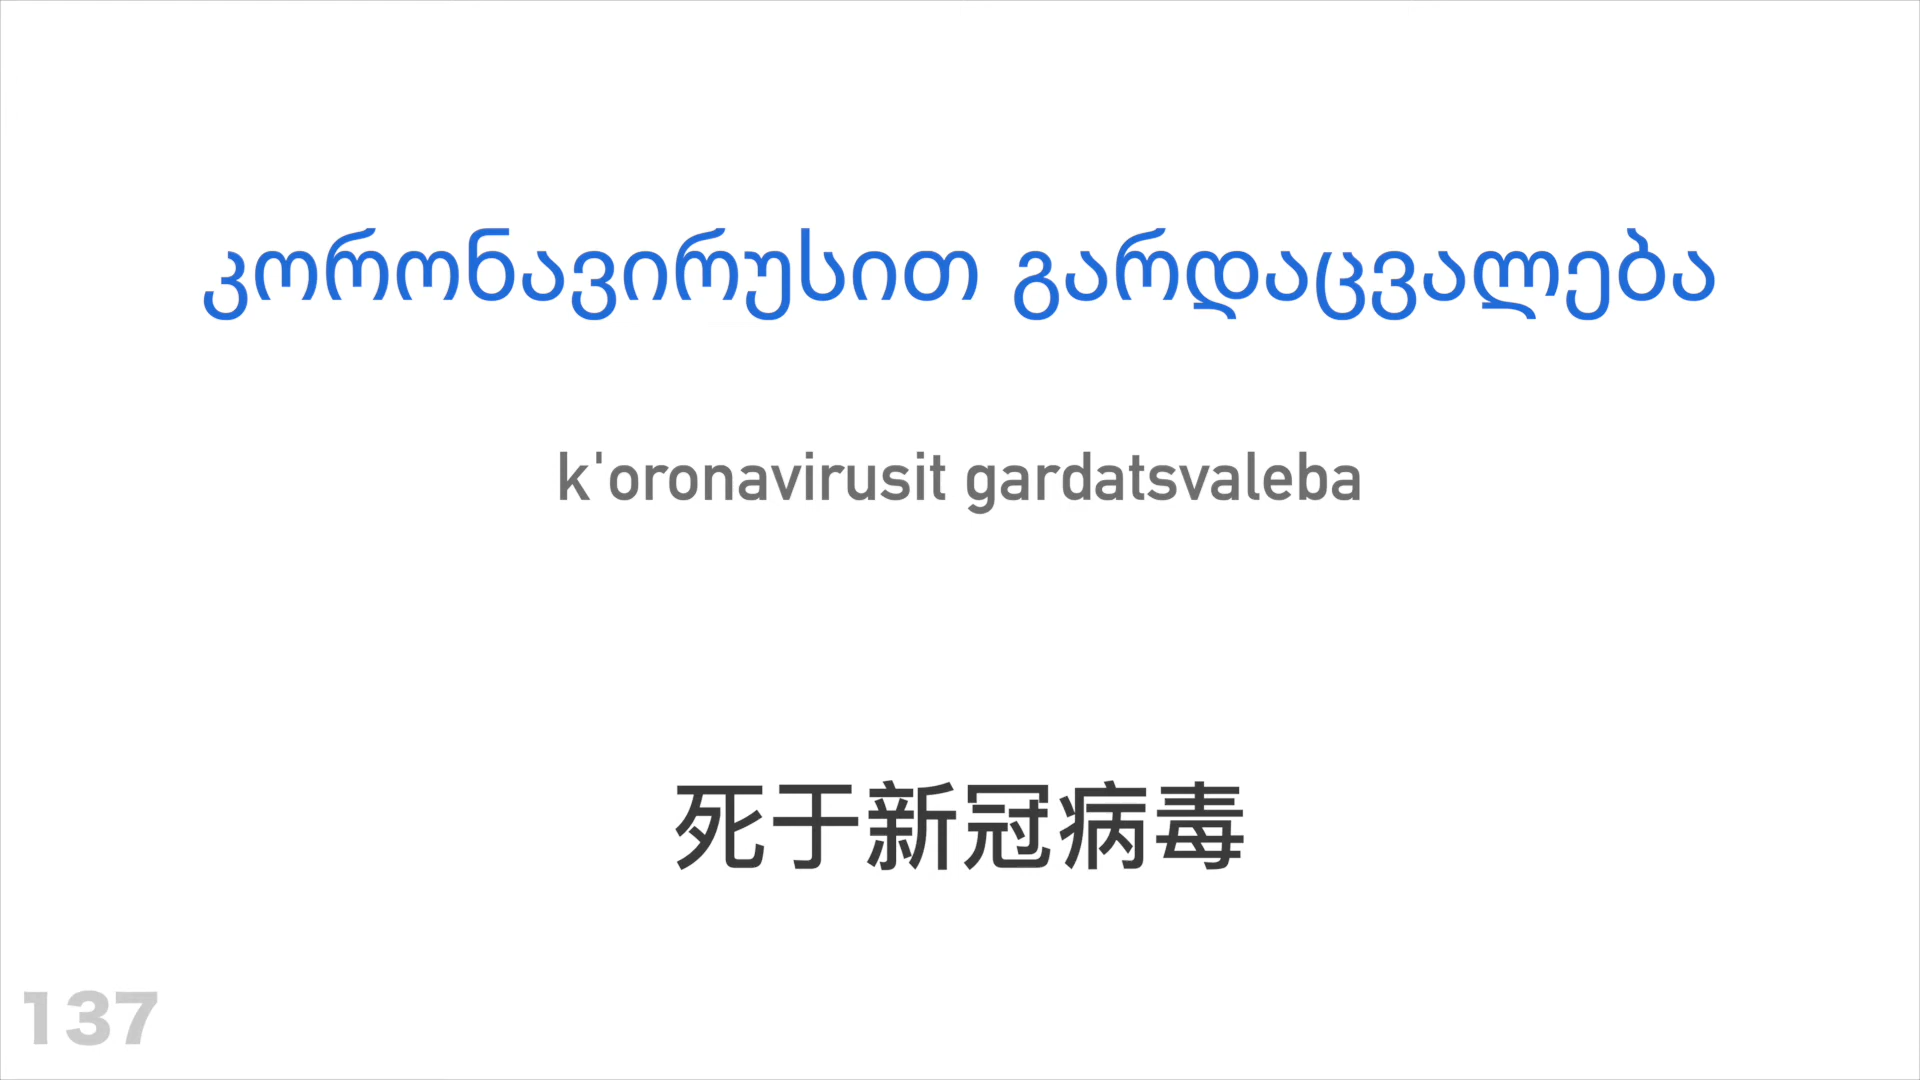 კორონავირუსით გარდაცვალება
k'oronavirusit gardatsvaleba
死于新冠病毒
137